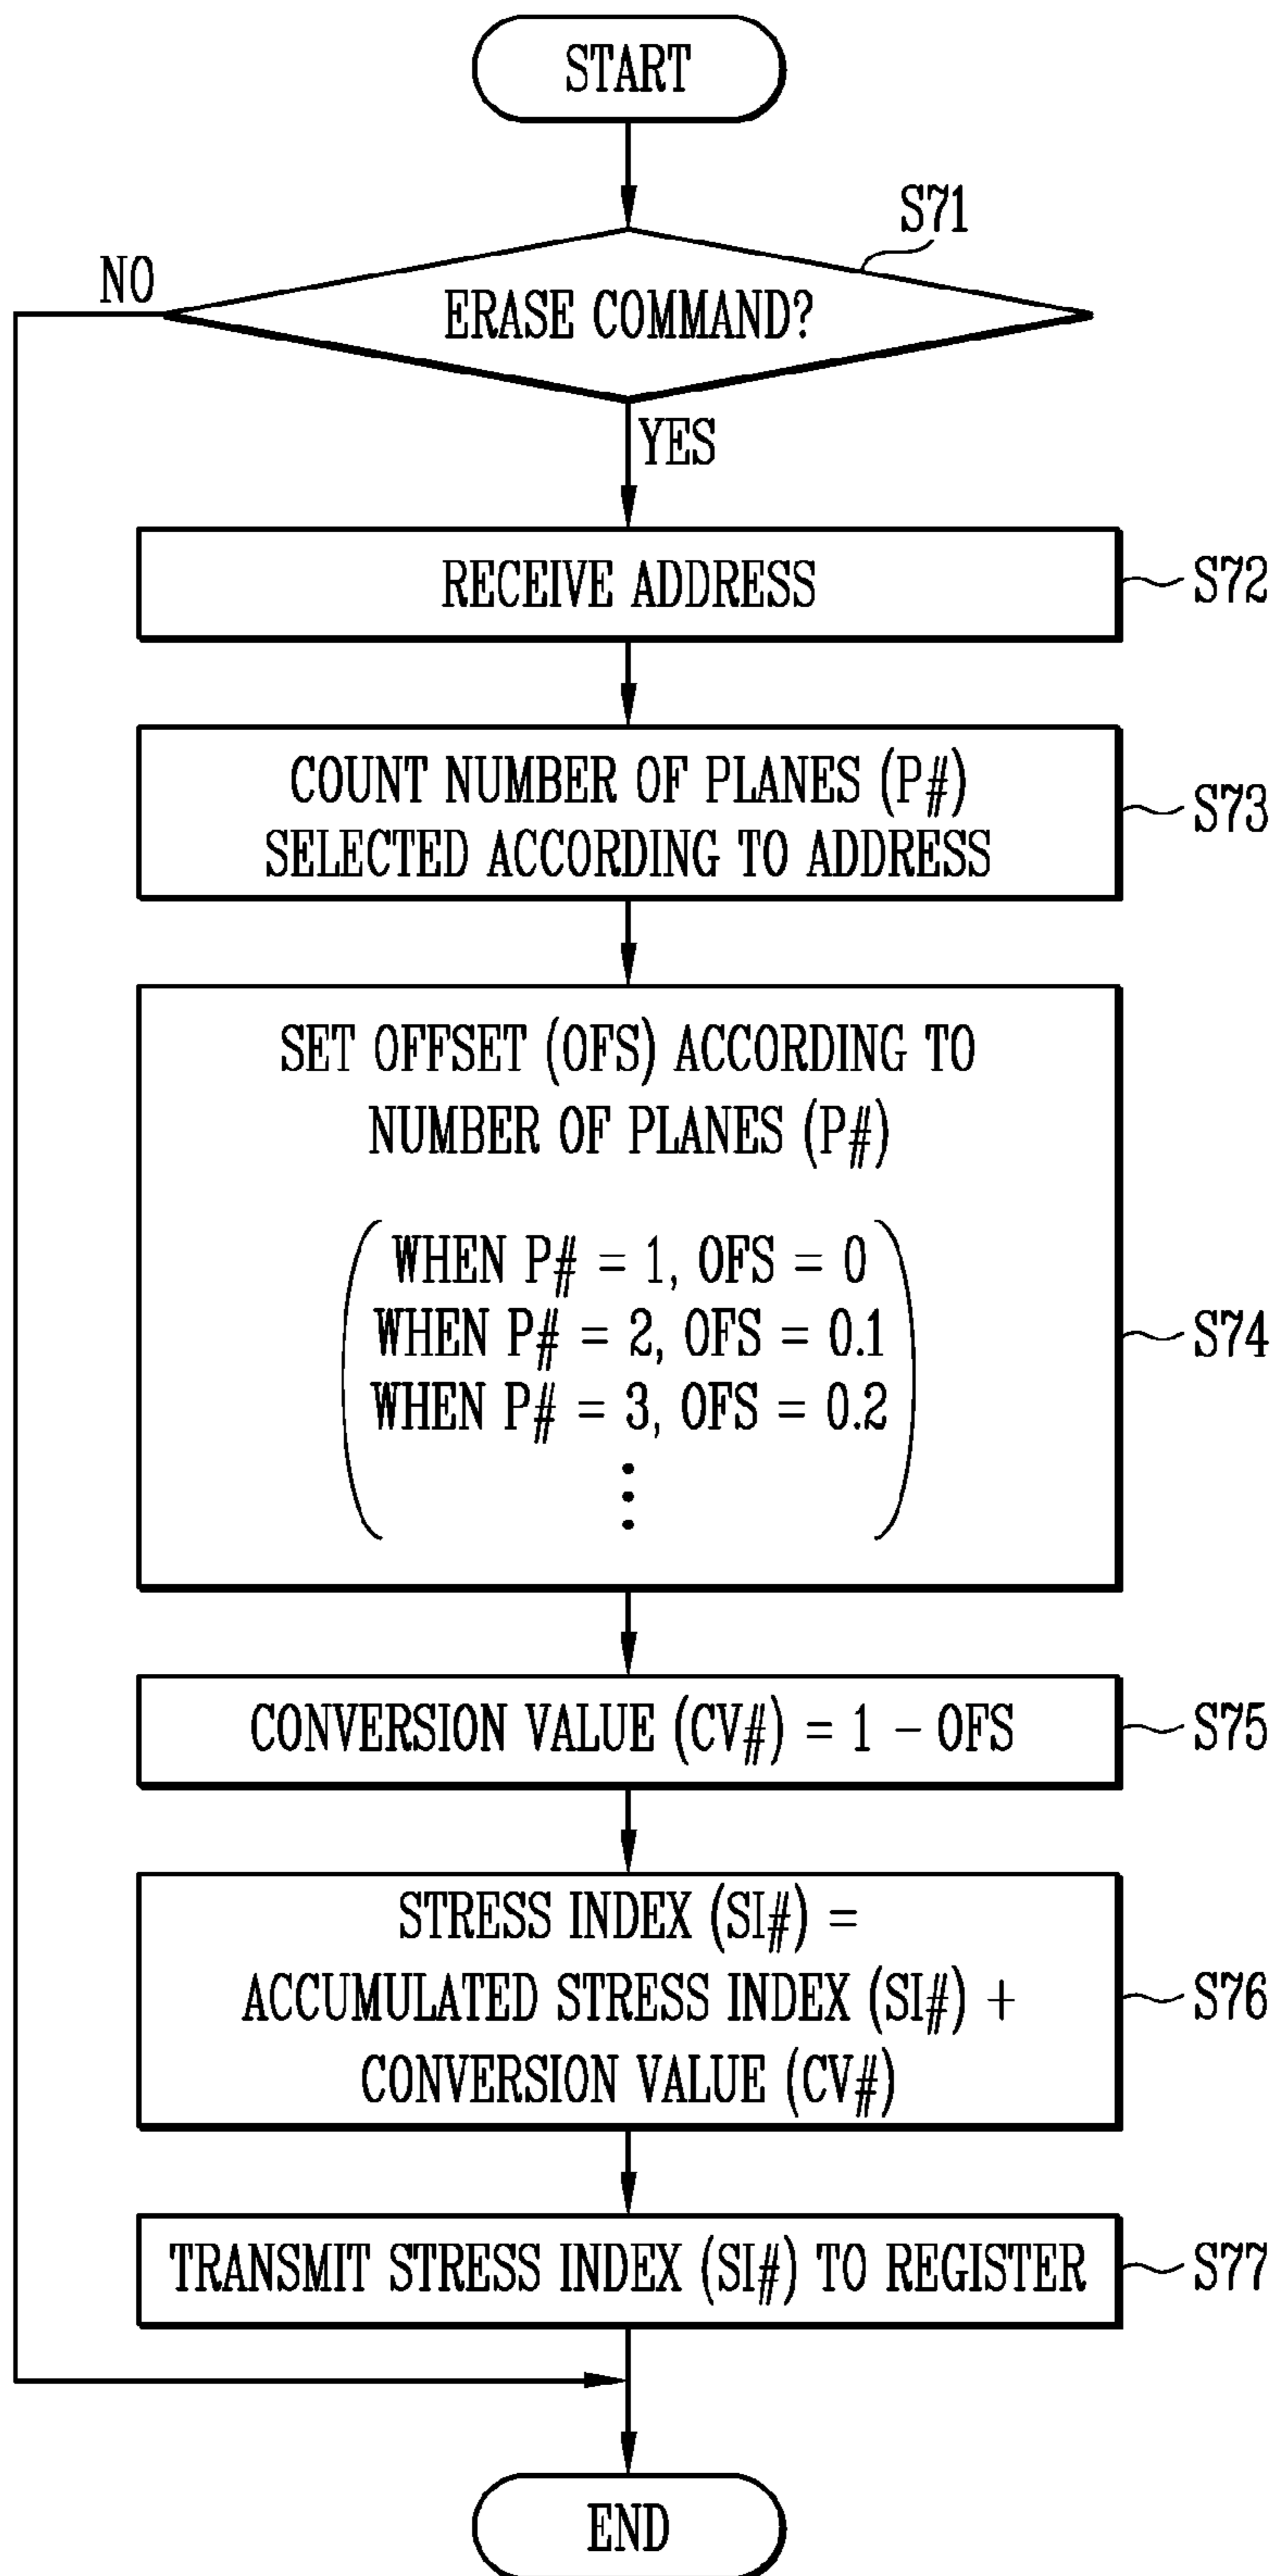 START
S71
NO
ERASE COMMAND?
YES
RECEIVE ADDRESS
S72
COUNT NUMBER OF PLANES (P#)
SELECTED ACCORDING TO ADDRESS
S73
SET OFFSET (OFS) ACCORDING TO
NUMBER OF PLANES (P#)
WHEN P# = 1, OFS = 0
WHEN P# = 2, OFS = 0.1
WHEN P# = 3, OFS = 0.2
S74
CONVERSION VALUE (CV#) = 1 - OFS
S75
STRESS INDEX (SI#) =
ACCUMULATED STRESS INDEX (SI#) +
CONVERSION VALUE (CV#)
S76
TRANSMIT STRESS INDEX (SI#) TO REGISTER
S77
END